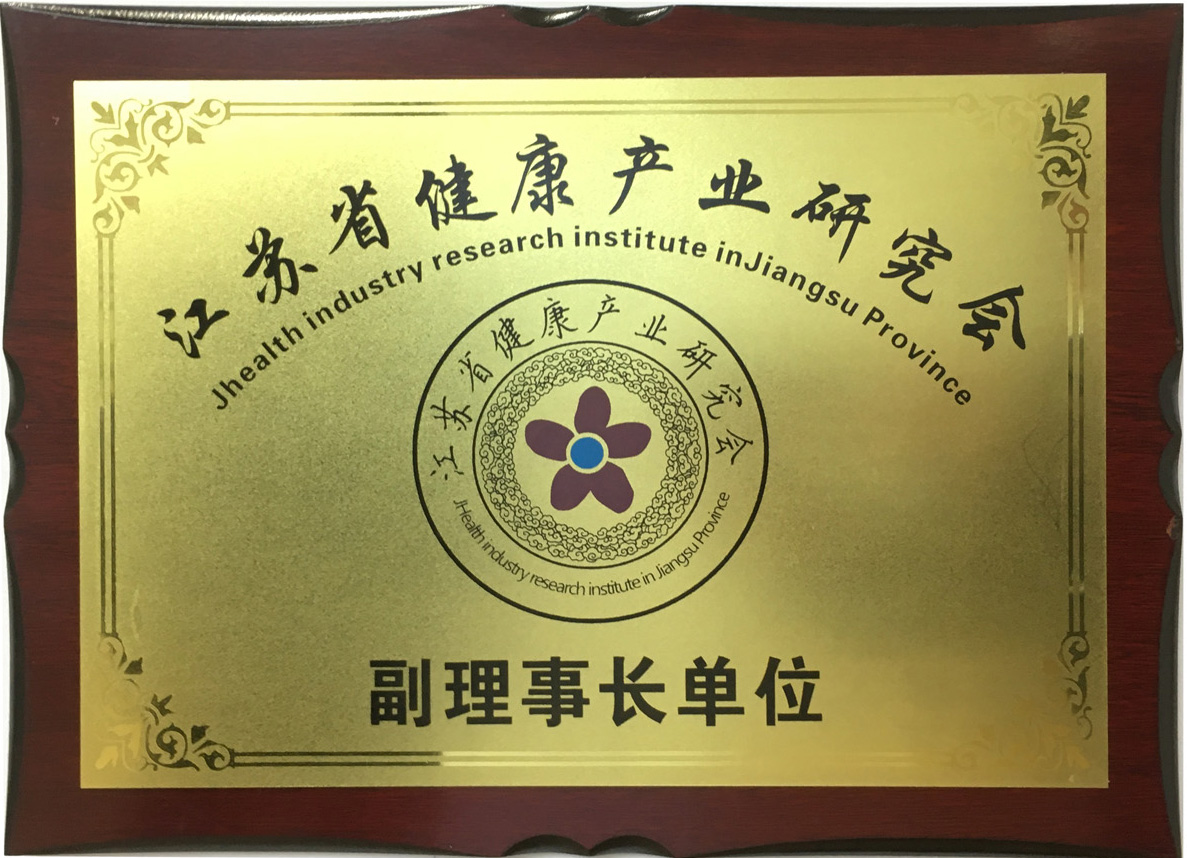 江苏省健康产业研究会
Jhealth industry research institute inJiangsu Province
江苏省健康产业研究会
JHealth industry research institute in Jiangsu Province
副理事长单位